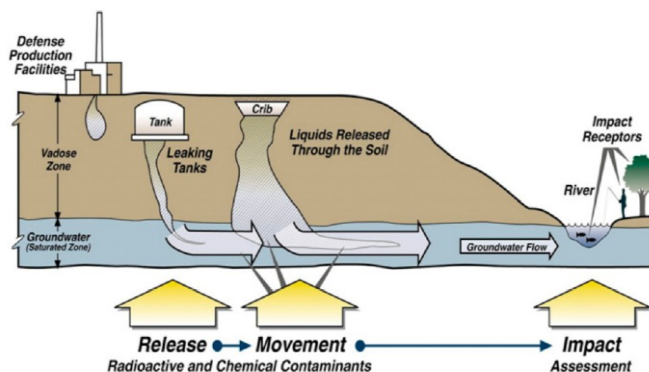 Defense
Production
Facilities
Tank
Crib
Leaking
Tanks
Liquids Released
Through the Soil
Impact
Receptors
River
Vadose
Zone
Groundwater
(Saturated Zone)
Groundwater Flow
Release
Movement
Impact
Radioactive and Chemical Contaminants
Assessment